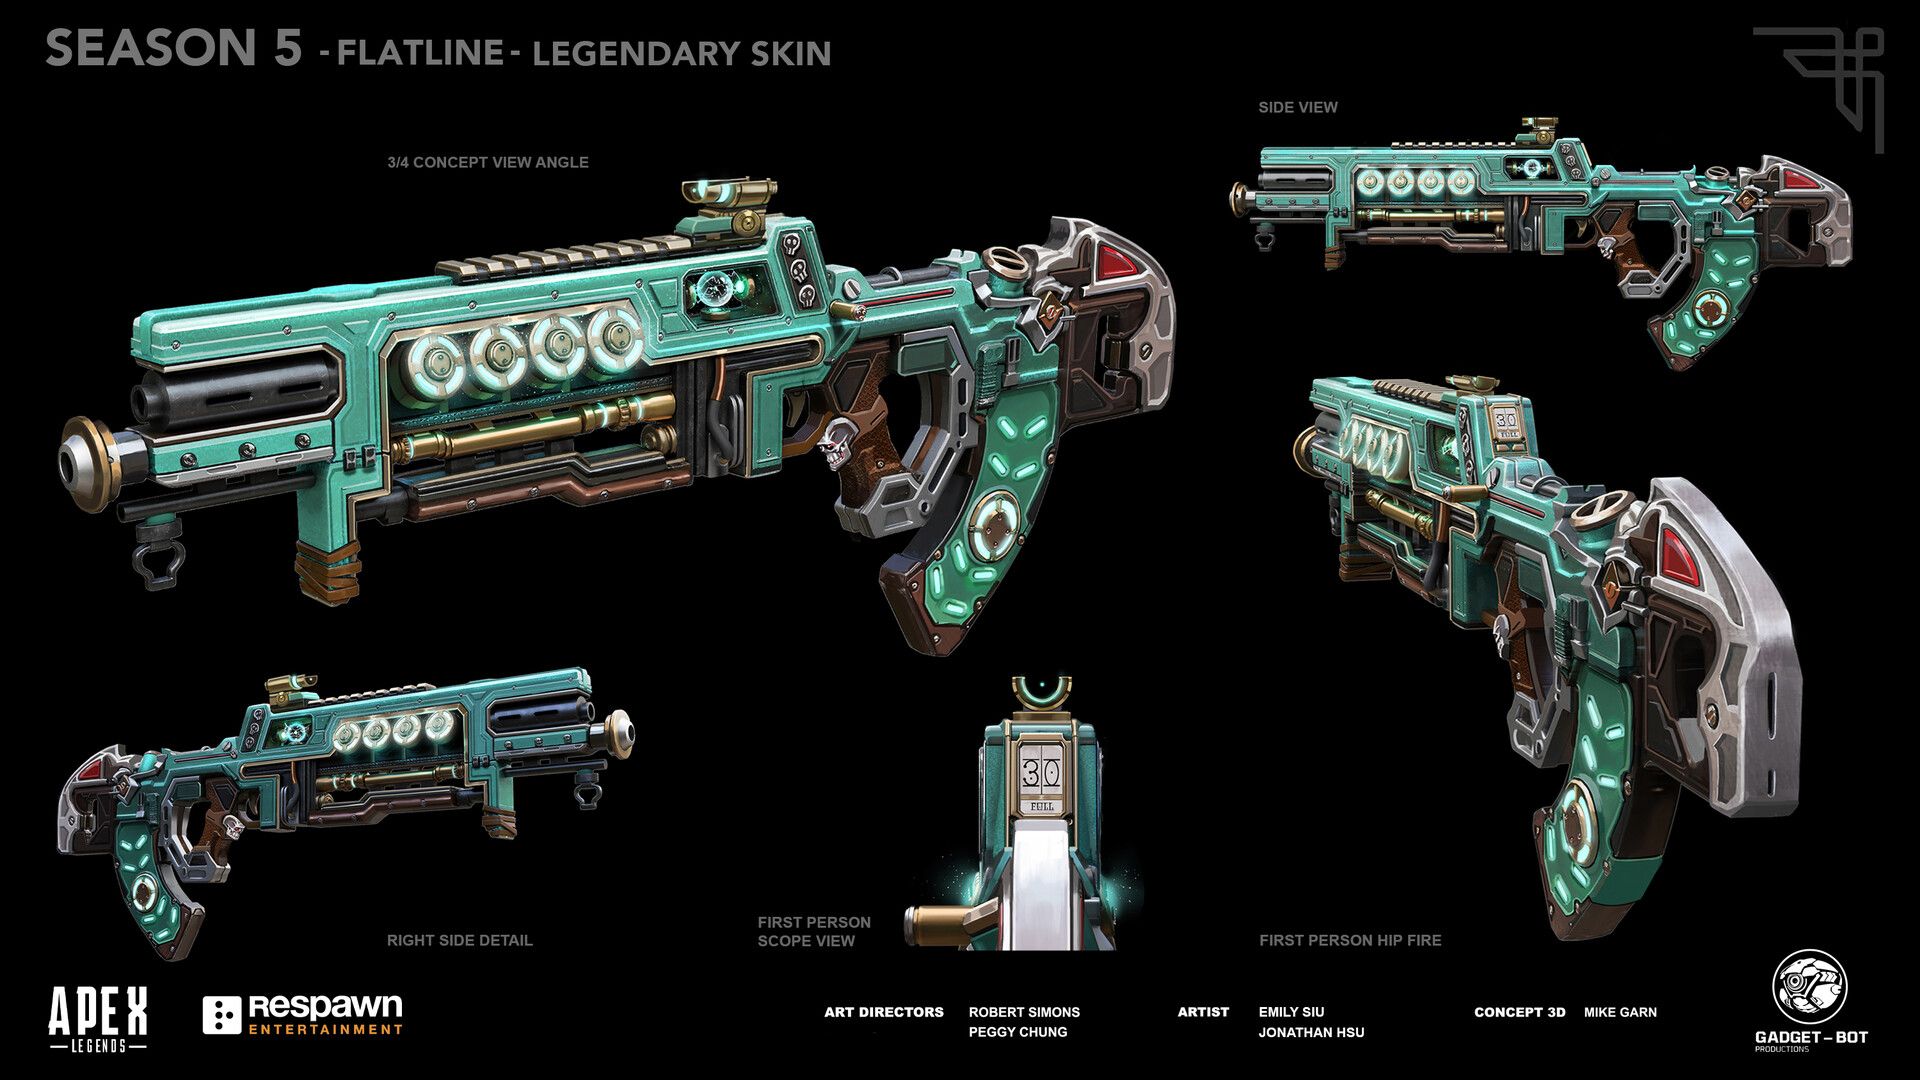 SEASON 5 - FLATLINE - LEGENDARY SKIN
SIDE VIEW
3/4 CONCEPT VIEW ANGLE
30
FULL
30
FULL
RIGHT SIDE DETAIL
FIRST PERSON
SCOPE VIEW
FIRST PERSON HIP FIRE
APEX
LEGENDS
RESPAWN
ENTERTAINMENT
ART DIRECTORS ROBERT SIMONS
PEGGY CHUNG
ARTIST EMILY SIU
JONATHAN HSU
CONCEPT 3D MIKE GARN
GADGET-BOT
PRODUCTIONS